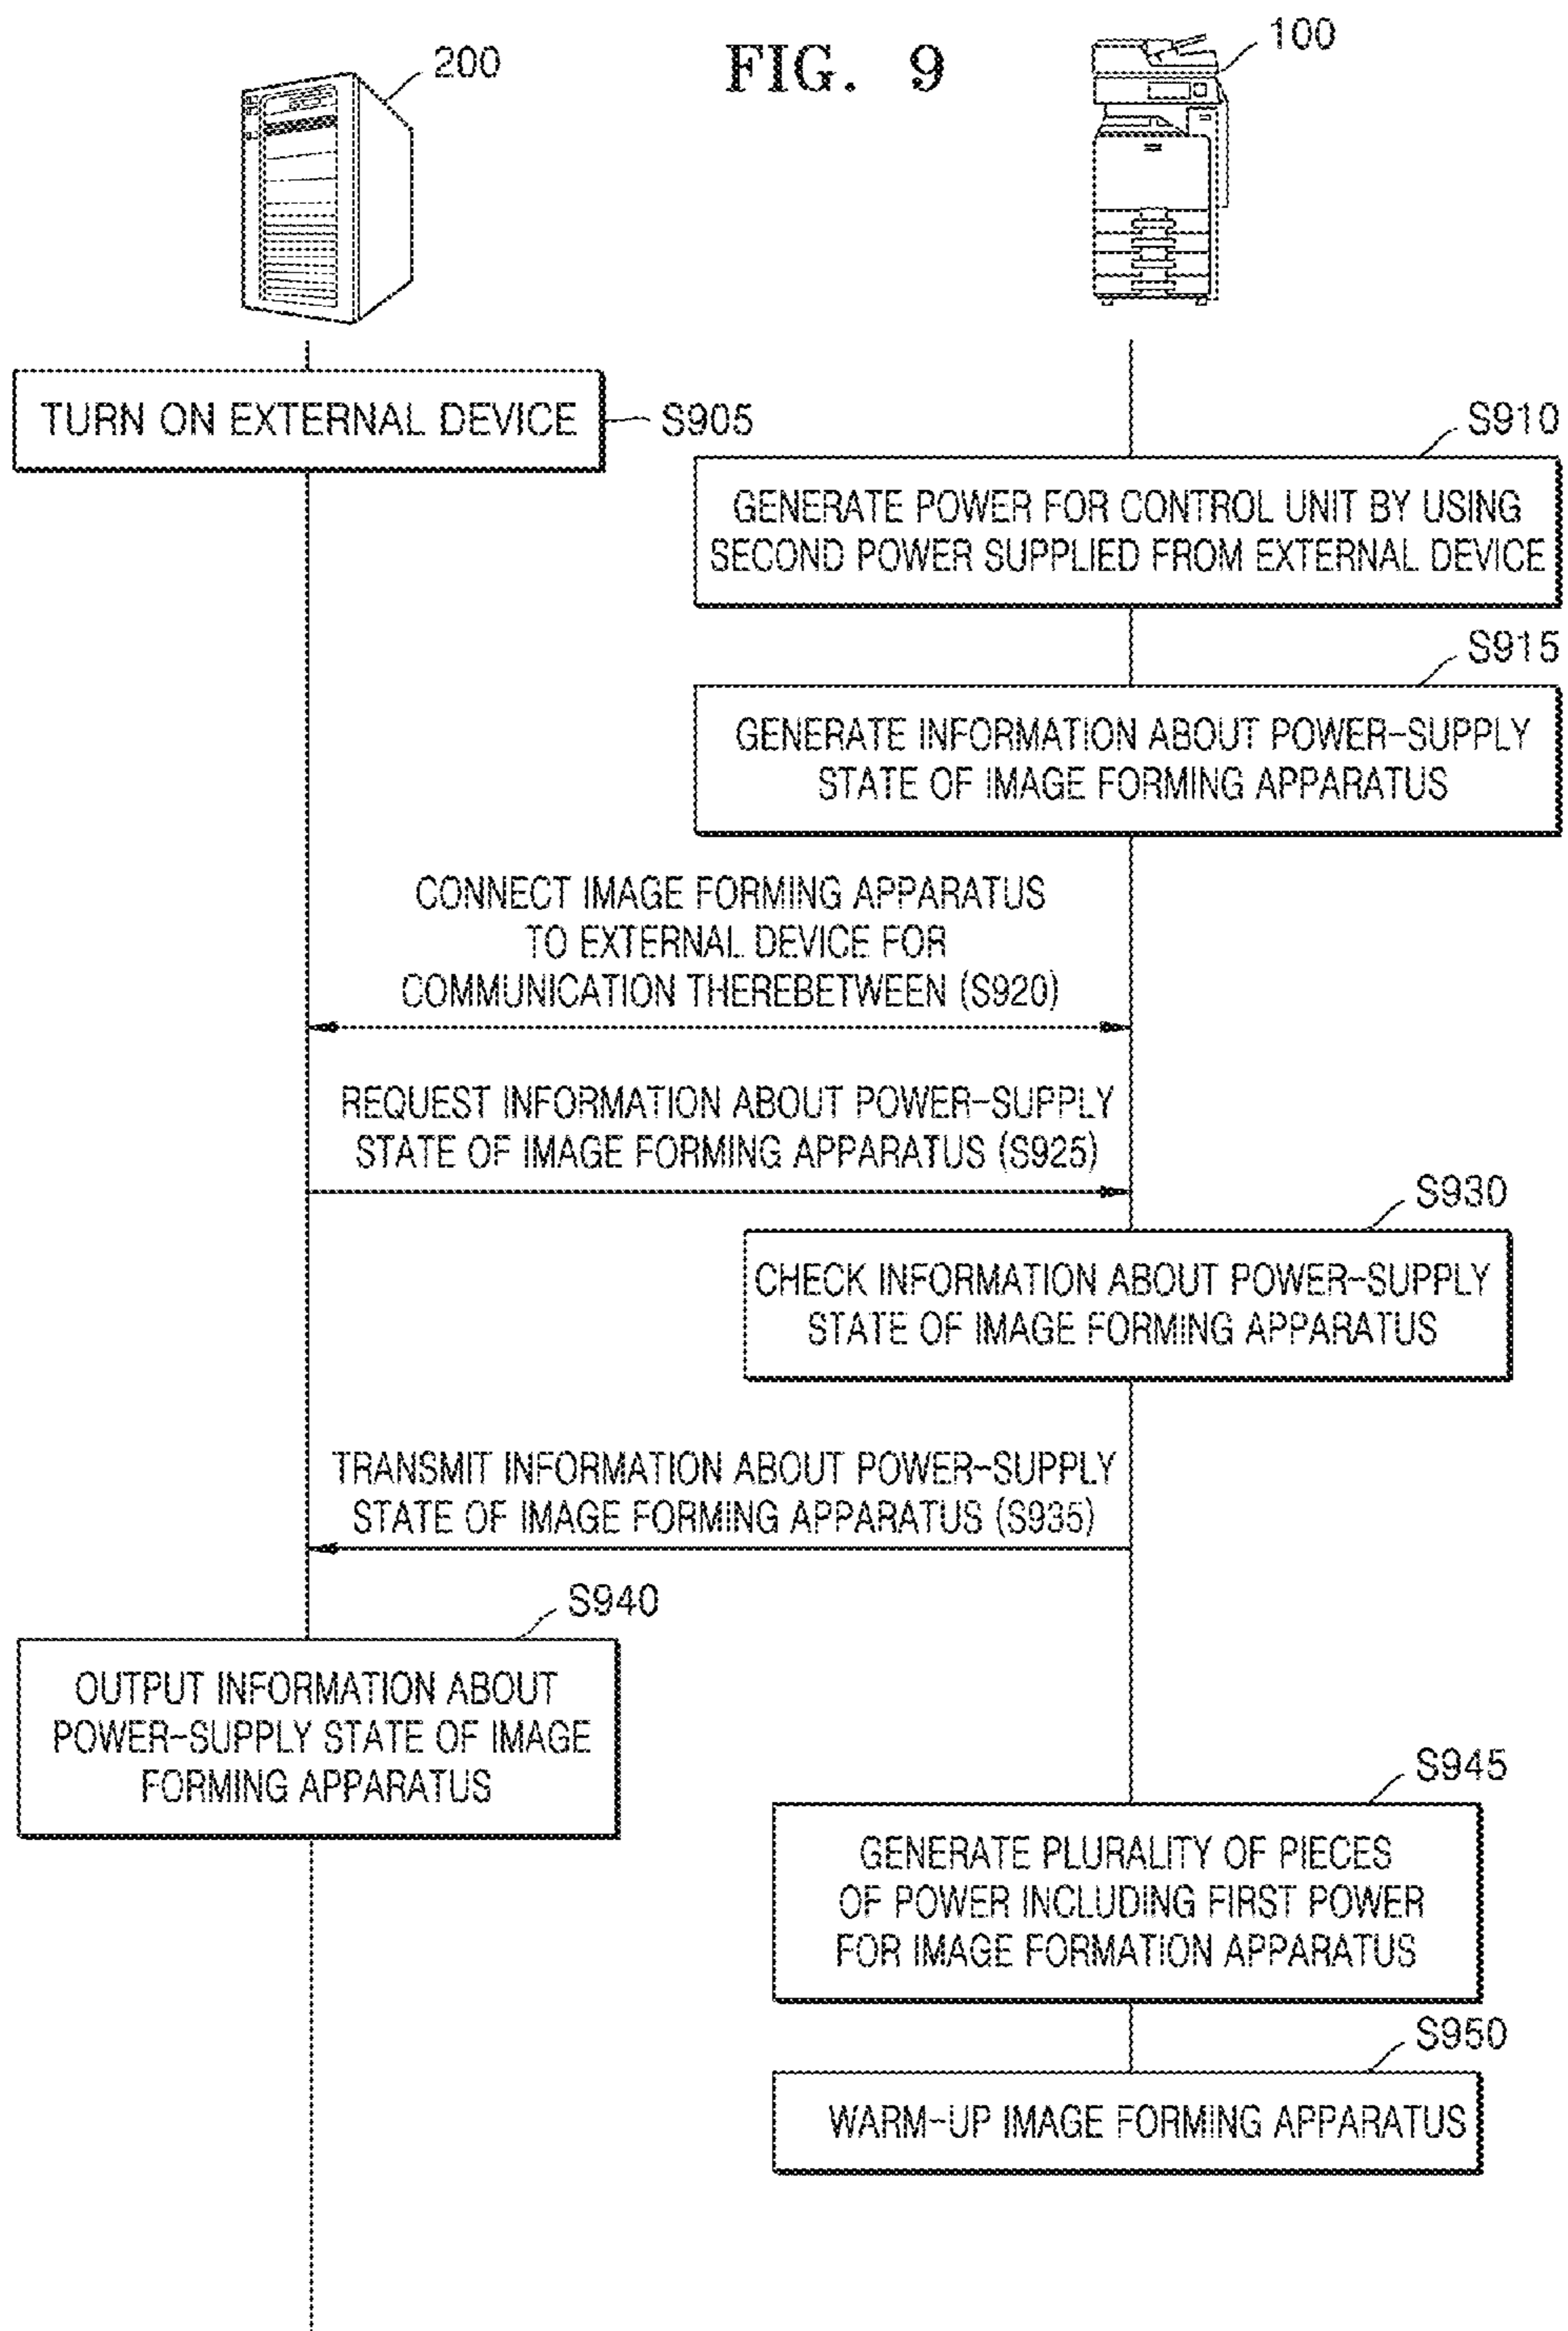 FIG. 9
200
100
TURN ON EXTERNAL DEVICE
S905
S910
GENERATE POWER FOR CONTROL UNIT BY USING
SECOND POWER SUPPLIED FROM EXTERNAL DEVICE
S915
GENERATE INFORMATION ABOUT POWER-SUPPLY
STATE OF IMAGE FORMING APPARATUS
CONNECT IMAGE FORMING APPARATUS
TO EXTERNAL DEVICE FOR
COMMUNICATION THEREBETWEEN (S920)
REQUEST INFORMATION ABOUT POWER-SUPPLY
STATE OF IMAGE FORMING APPARATUS (S925)
S930
CHECK INFORMATION ABOUT POWER-SUPPLY
STATE OF IMAGE FORMING APPARATUS
TRANSMIT INFORMATION ABOUT POWER-SUPPLY
STATE OF IMAGE FORMING APPARATUS (S935)
S940
OUTPUT INFORMATION ABOUT
POWER-SUPPLY STATE OF IMAGE
FORMING APPARATUS
S945
GENERATE PLURALITY OF PIECES
OF POWER INCLUDING FIRST POWER
FOR IMAGE FORMATION APPARATUS
S950
WARM-UP IMAGE FORMING APPARATUS